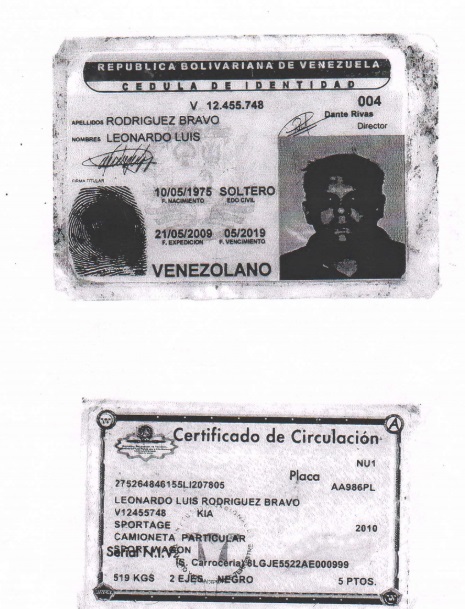 REPUBLICA BOLIVARIANA DE VENEZUELA
CEDULA DE IDENTIDAD
V 12.455.748
004
Dante Rivas
Director
APELLIDOS RODRIGUEZ BRAVO
NOMBRES LEONARDO LUIS
FIRMA TITULAR
10/05/1975 SOLTERO
F. NACIMIENTO EDO CIVIL
21/05/2009 05/2019
F. EXPEDICION F. VENCIMIENTO
VENEZOLANO
Certificado de Circulación
NU1
Placa
275264846155LI207805
AA986PL
LEONARDO LUIS RODRIGUEZ BRAVO
V12455748 KIA
SPORTAGE 2010
CAMIONETA PARTICULAR
SPORT WAGON
Serial N.I.V.
(S. Carroceria) 8LGJE5522AE000999
519 KGS 2 EJES NEGRO 5 PTOS.